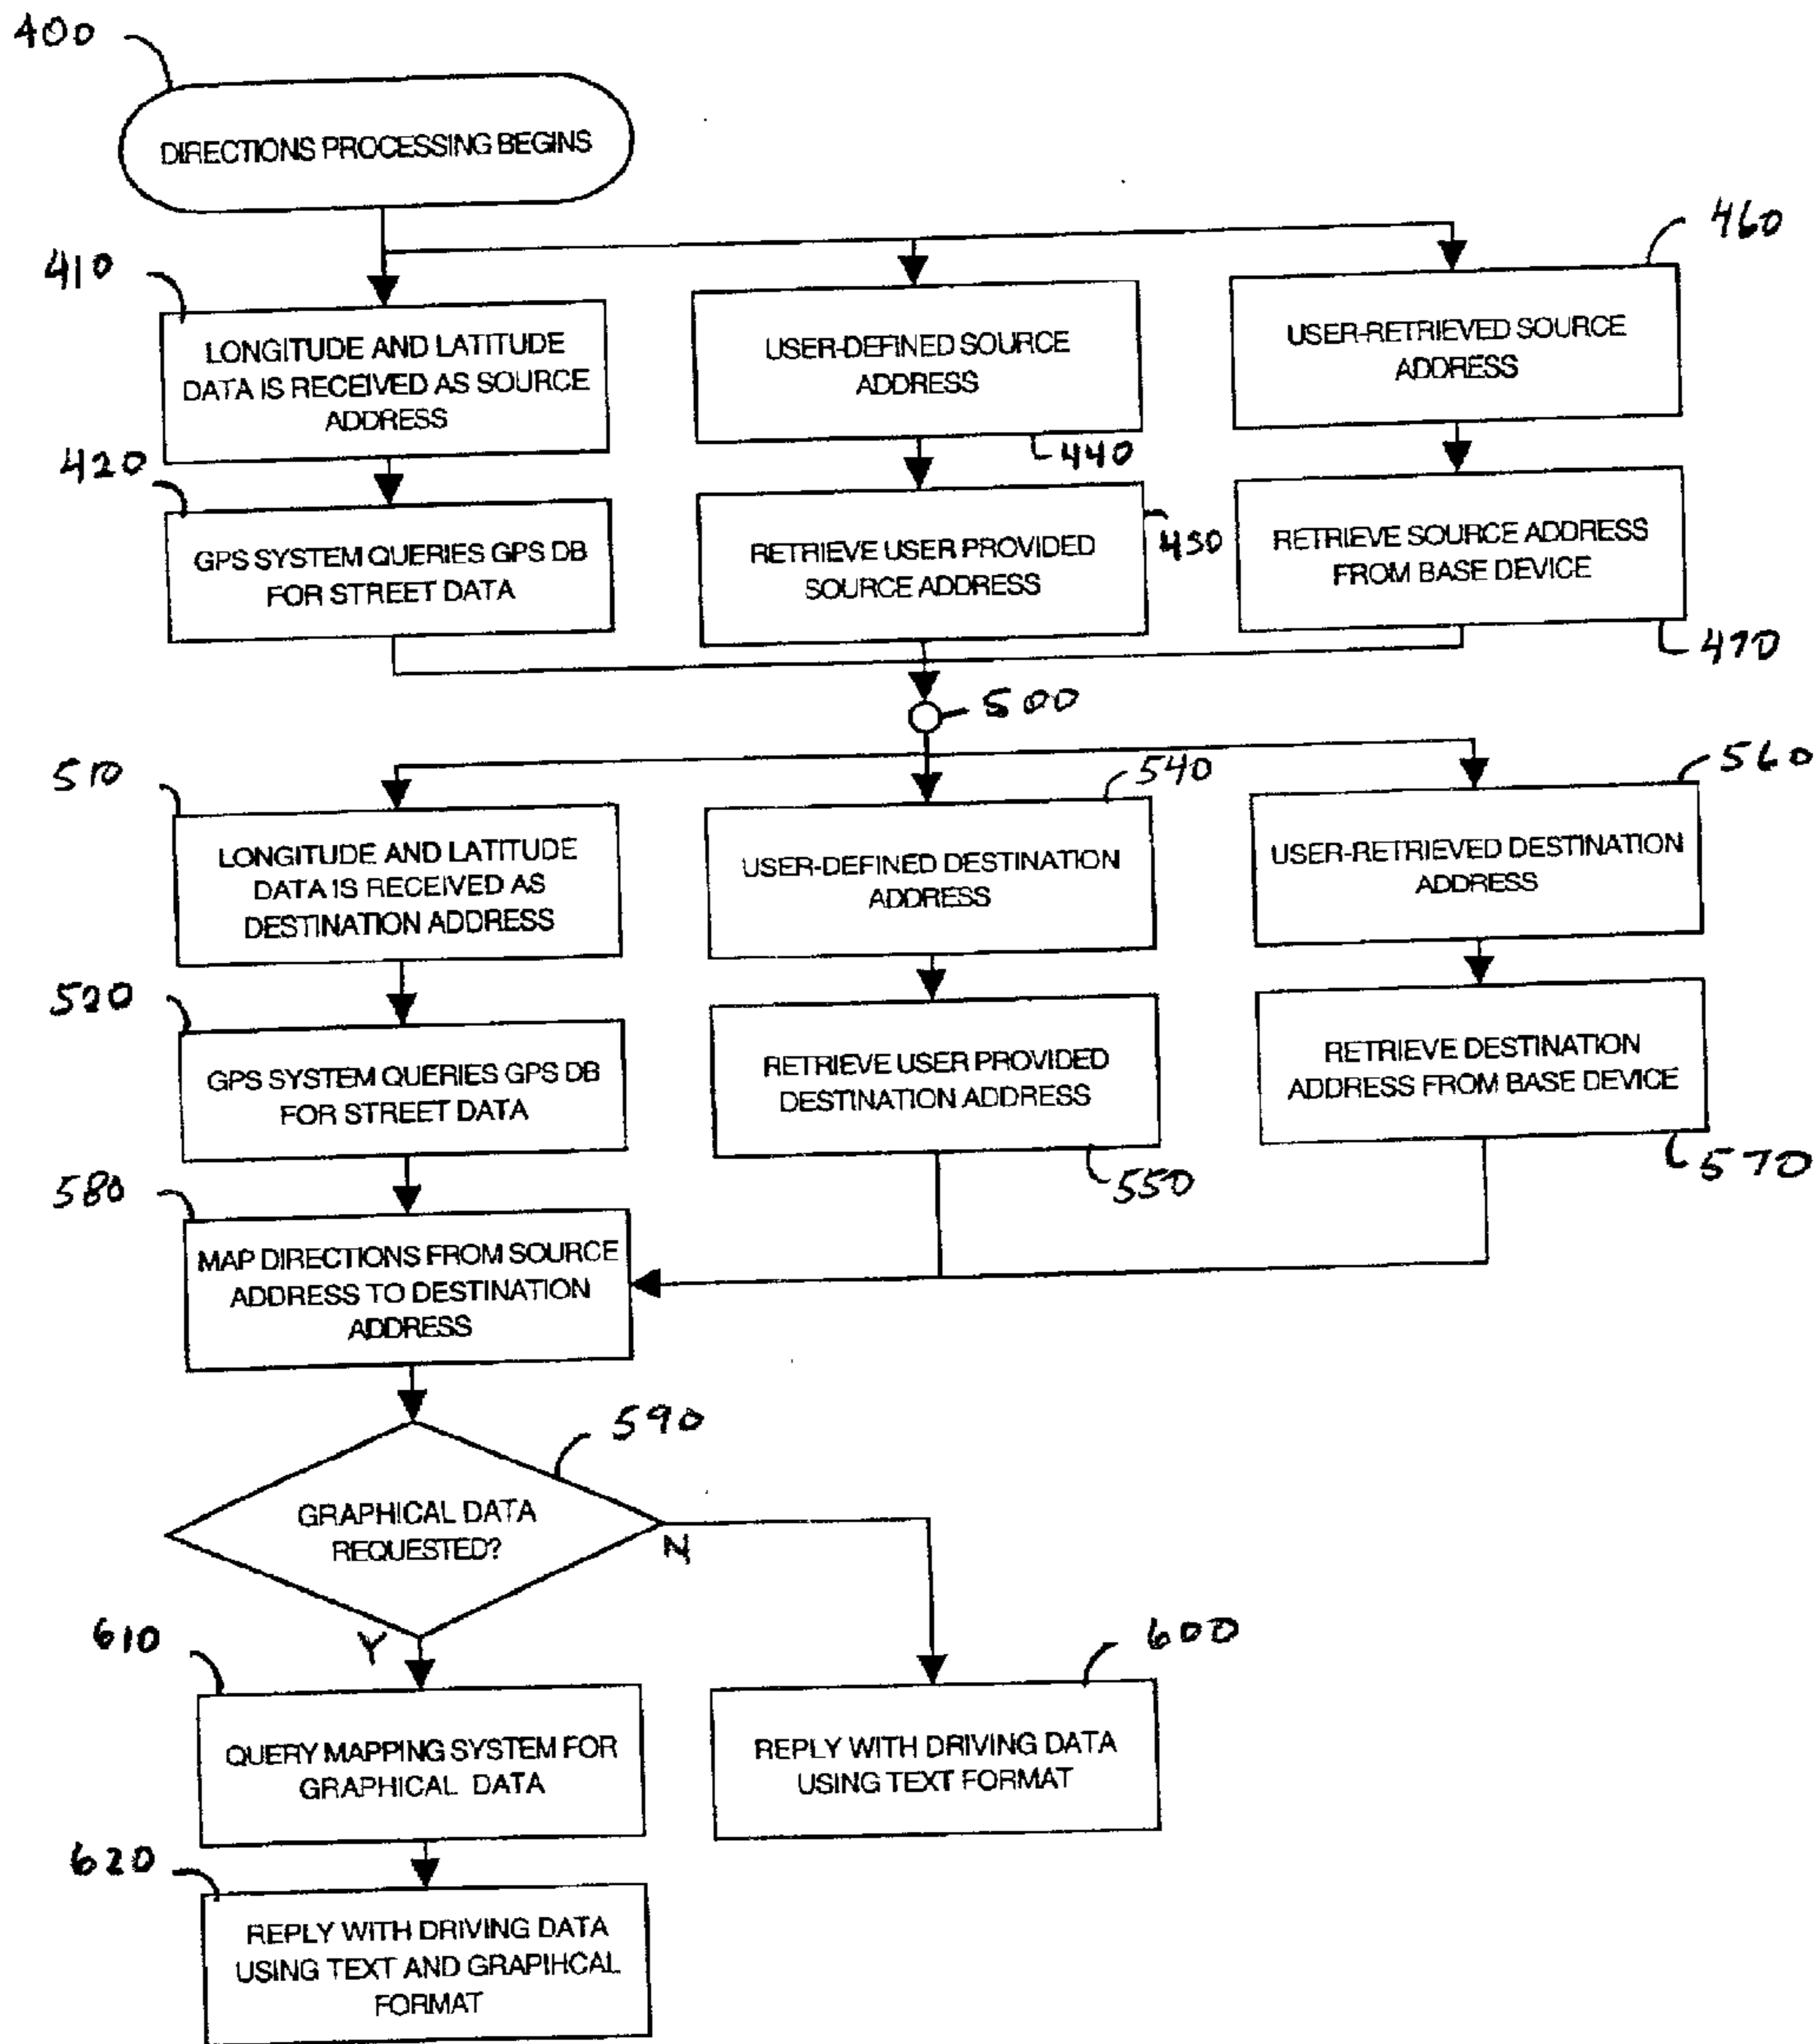 400
DIRECTIONS PROCESSING BEGINS
410
LONGITUDE AND LATITUDE
DATA IS RECEIVED AS SOURCE
ADDRESS
USER-DEFINED SOURCE
ADDRESS
440
460
USER-RETRIEVED SOURCE
ADDRESS
420
GPS SYSTEM QUERIES GPS DB
FOR STREET DATA
RETRIEVE USER PROVIDED
SOURCE ADDRESS
450
RETRIEVE SOURCE ADDRESS
FROM BASE DEVICE
470
500
510
LONGITUDE AND LATITUDE
DATA IS RECEIVED AS
DESTINATION ADDRESS
540
USER-DEFINED DESTINATION
ADDRESS
560
USER-RETRIEVED DESTINATION
ADDRESS
520
GPS SYSTEM QUERIES GPS DB
FOR STREET DATA
RETRIEVE USER PROVIDED
DESTINATION ADDRESS
550
RETRIEVE DESTINATION
ADDRESS FROM BASE DEVICE
570
580
MAP DIRECTIONS FROM SOURCE
ADDRESS TO DESTINATION
ADDRESS
590
GRAPHICAL DATA
REQUESTED?
N
Y
610
QUERY MAPPING SYSTEM FOR
GRAPHICAL DATA
600
REPLY WITH DRIVING DATA
USING TEXT FORMAT
620
REPLY WITH DRIVING DATA
USING TEXT AND GRAPIHCAL
FORMAT